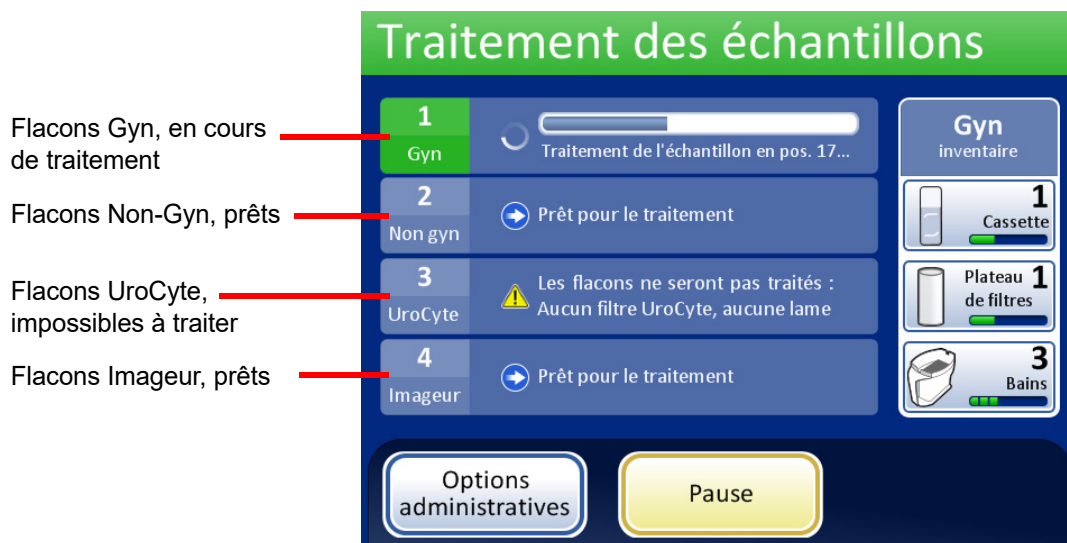 Traitement des échantillons
Flacons Gyn, en cours
de traitement
1
Gyn
Traitement de l'échantillon en pos. 17...
Flacons Non-Gyn, prêts
2
Non gyn
Prêt pour le traitement
Flacons UroCyte,
impossibles à traiter
3
UroCyte
Les flacons ne seront pas traités :
Aucun filtre UroCyte, aucune lame
Flacons Imageur, prêts
4
Imageur
Prêt pour le traitement
Gyn
inventaire
1
Cassette
Plateau 1
de filtres
3
Bains
Options
administratives
Pause